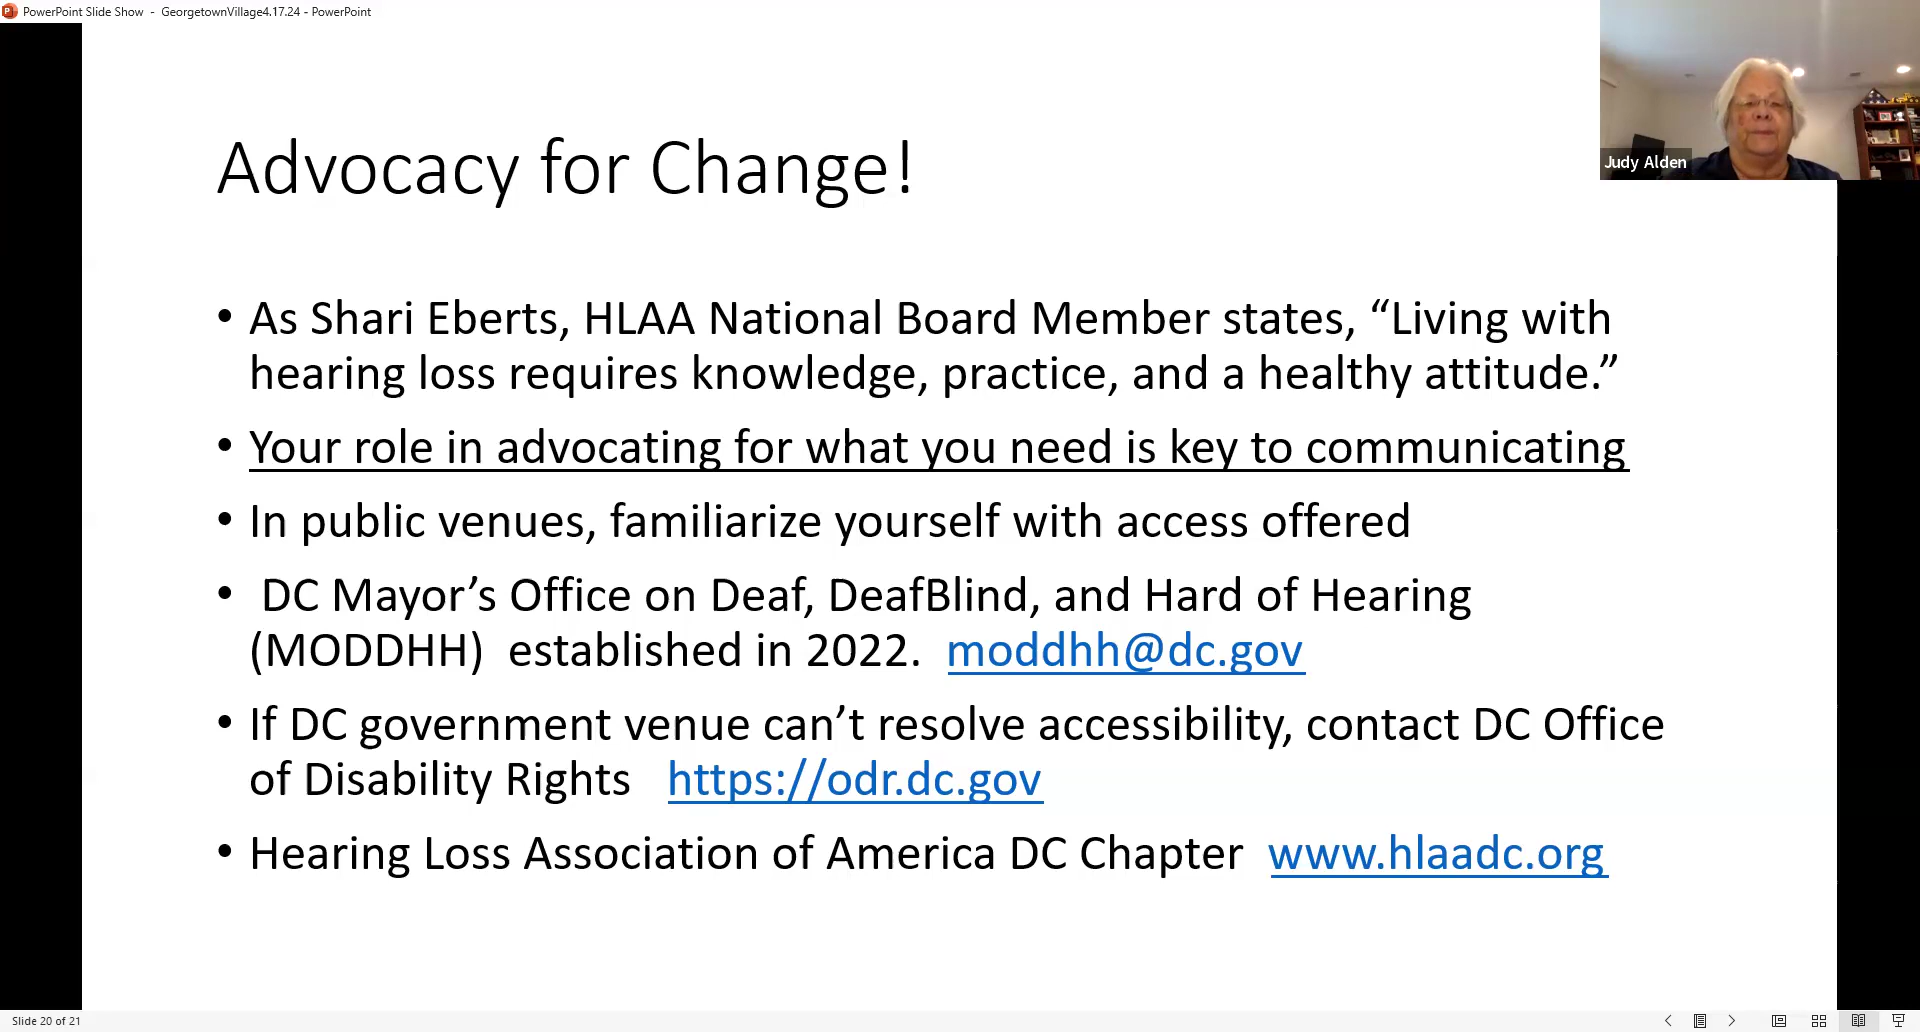 PowerPoint Slide Show - GeorgetownVillage4.17.24 - PowerPoint
Judy Alden
Advocacy for Change!
• As Shari Eberts, HLAA National Board Member states, “Living with
hearing loss requires knowledge, practice, and a healthy attitude.”
• Your role in advocating for what you need is key to communicating
• In public venues, familiarize yourself with access offered
• DC Mayor’s Office on Deaf, DeafBlind, and Hard of Hearing
(MODDHH) established in 2022. moddhh@dc.gov
• If DC government venue can’t resolve accessibility, contact DC Office
of Disability Rights https://odr.dc.gov
• Hearing Loss Association of America DC Chapter www.hlaadc.org
Slide 20 of 21